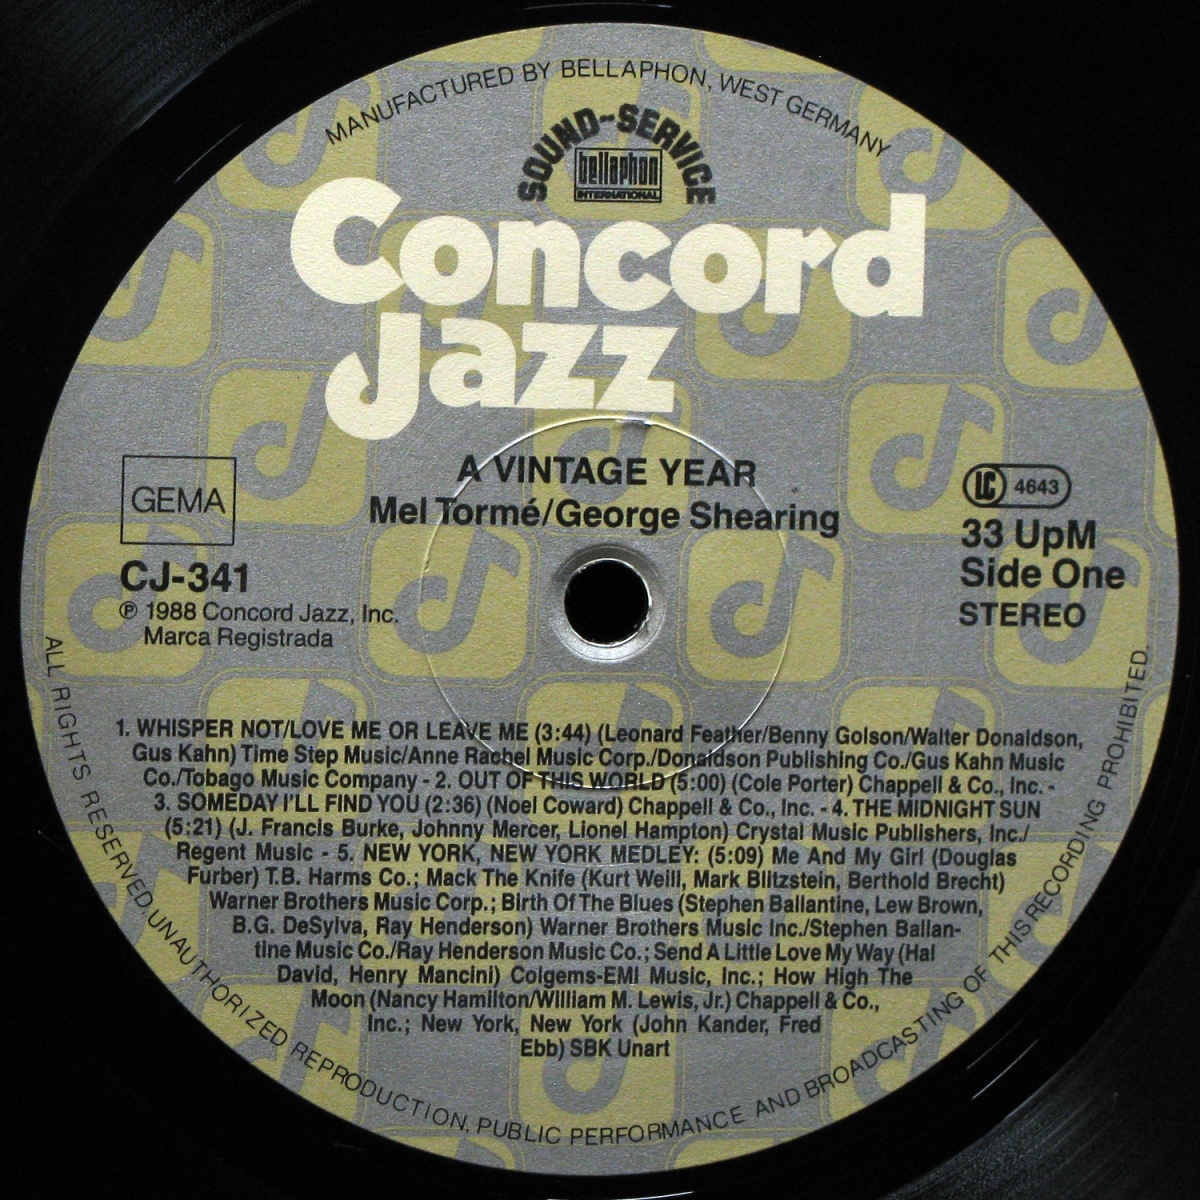 MANUFACTURED BY BELLAPHON, WEST GERMANY
SOUND-SERVICE
bellaphon
INTERNATIONAL
Concord
Jazz
A VINTAGE YEAR
Mel Tormé/George Shearing
GEMA
CJ-341
℗ 1988 Concord Jazz, Inc.
Marca Registrada
LC 4643
33 UpM
Side One
STEREO
1. WHISPER NOT/LOVE ME OR LEAVE ME (3:44) (Leonard Feather/Benny Golson/Walter Donaldson,
Gus Kahn) Time Step Music/Anne Rachel Music Corp./Donaldson Publishing Co./Gus Kahn Music
Co./Tobago Music Company - 2. OUT OF THIS WORLD (5:00) (Cole Porter) Chappell & Co., Inc. -
3. SOMEDAY I'LL FIND YOU (2:36) (Noel Coward) Chappell & Co., Inc. - 4. THE MIDNIGHT SUN
(5:21) (J. Francis Burke, Johnny Mercer, Lionel Hampton) Crystal Music Publishers, Inc./
Regent Music - 5. NEW YORK, NEW YORK MEDLEY: (5:09) Me And My Girl (Douglas
Furber) T.B. Harms Co.; Mack The Knife (Kurt Weill, Mark Blitzstein, Berthold Brecht)
Warner Brothers Music Corp.; Birth Of The Blues (Stephen Ballantine, Lew Brown,
B.G. DeSylva, Ray Henderson) Warner Brothers Music Inc./Stephen Ballan-
tine Music Co./Ray Henderson Music Co.; Send A Little Love My Way (Hal
David, Henry Mancini) Colgems-EMI Music, Inc.; How High The
Moon (Nancy Hamilton/William M. Lewis, Jr.) Chappell & Co.,
Inc.; New York, New York (John Kander, Fred
Ebb) SBK Unart
ALL RIGHTS RESERVED. UNAUTHORIZED REPRODUCTION, PUBLIC PERFORMANCE AND BROADCASTING OF THIS RECORDING PROHIBITED.